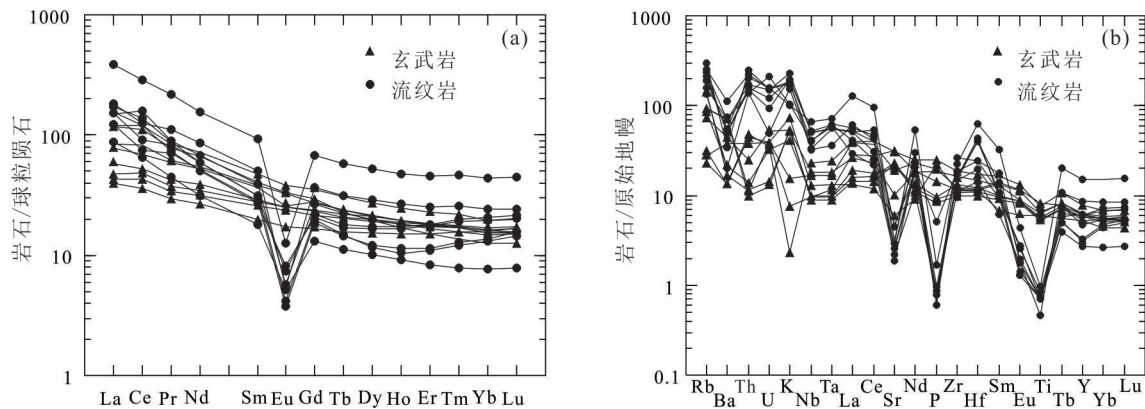 1000
100
10
1
岩石/球粒陨石
(a)
玄武岩
流纹岩
La Ce Pr Nd Sm Eu Gd Tb Dy Ho Er Tm Yb Lu
1000
100
10
1
0.1
岩石/原始地幔
(b)
玄武岩
流纹岩
Rb Ba Th U K Nb Ta La Ce Sr Nd P Zr Hf Sm Eu Ti Tb Y Yb Lu